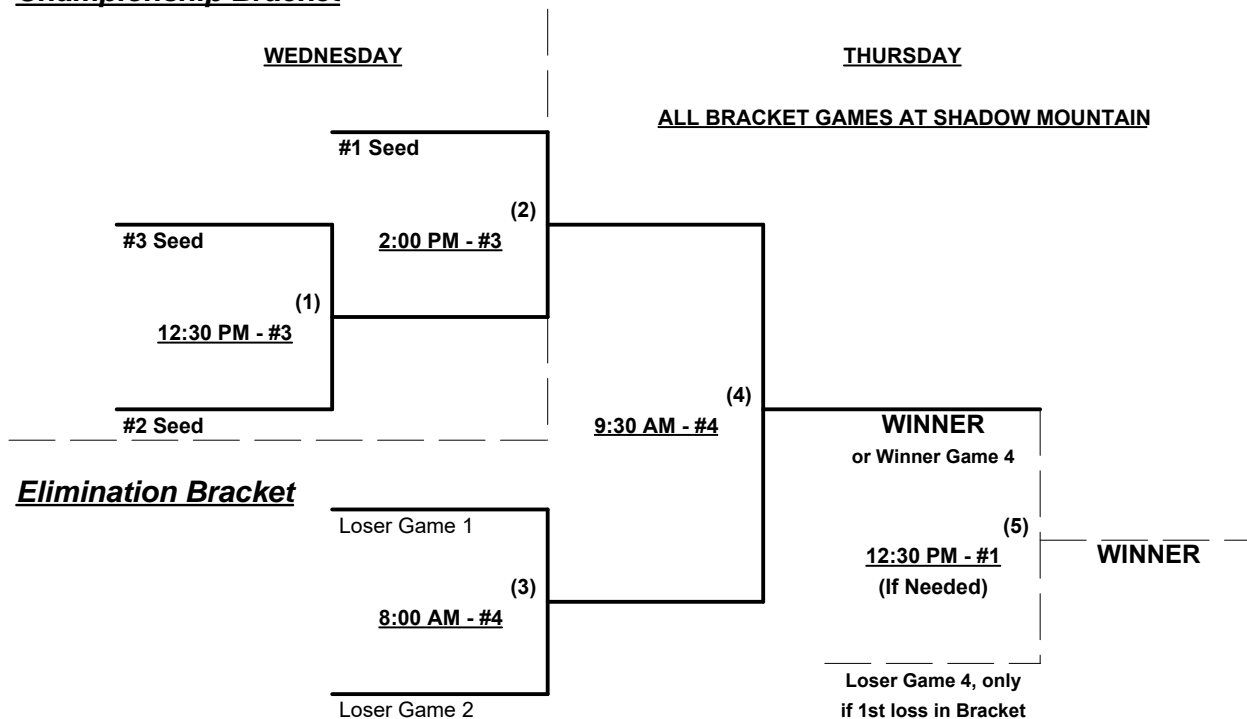 Championship Bracket
WEDNESDAY
THURSDAY
ALL BRACKET GAMES AT SHADOW MOUNTAIN
#1 Seed
(2)
2:00 PM - #3
#3 Seed
(1)
12:30 PM - #3
#2 Seed
(4)
9:30 AM - #4
WINNER
or Winner Game 4
Elimination Bracket
Loser Game 1
(3)
8:00 AM - #4
Loser Game 2
(5)
12:30 PM - #1
(If Needed)
WINNER
Loser Game 4, only
if 1st loss in Bracket